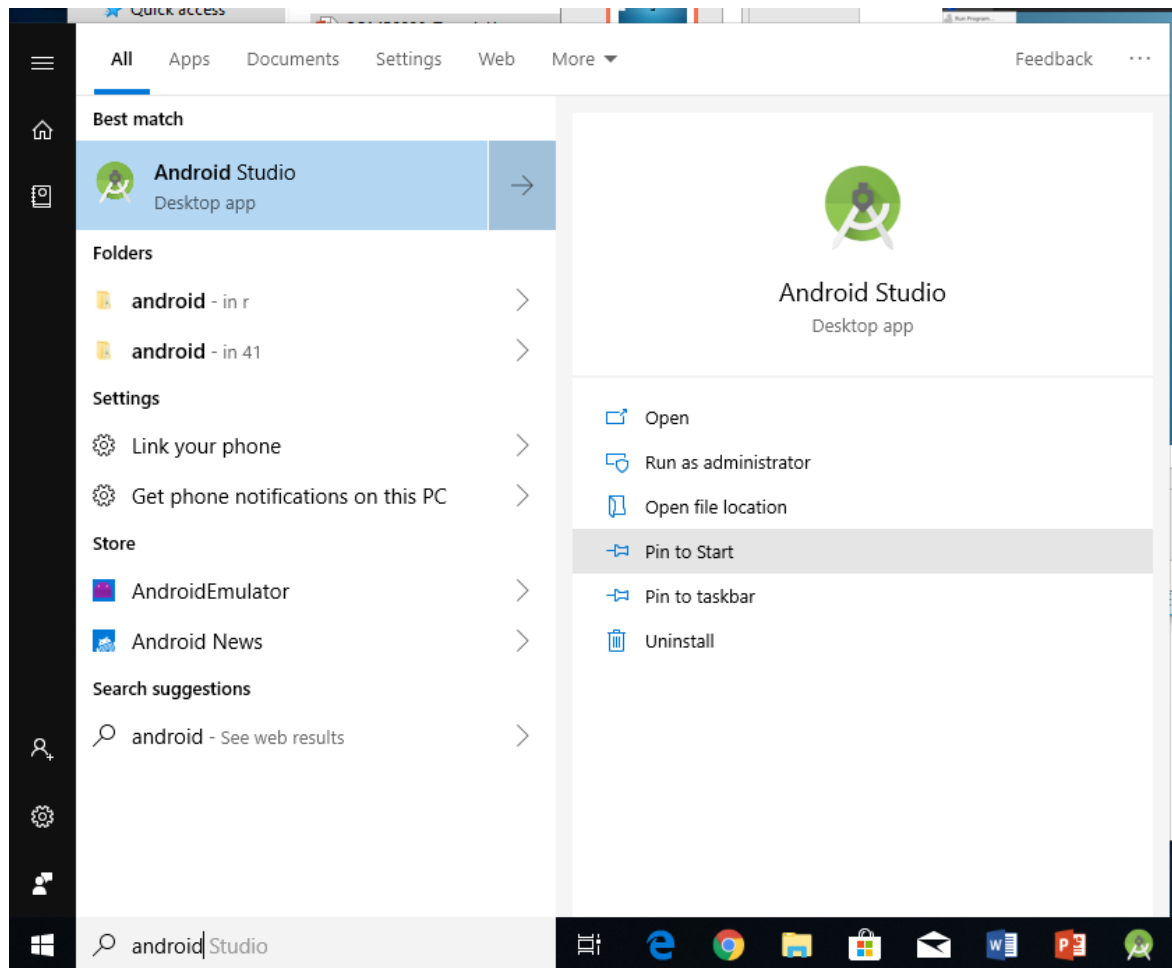 Quick access
Run Program...
All Apps Documents Settings Web More Feedback
Best match
Android Studio
Desktop app
Folders
android - in r
android - in 41
Settings
Link your phone
Get phone notifications on this PC
Store
AndroidEmulator
Android News
Search suggestions
android - See web results
Android Studio
Desktop app
Open
Run as administrator
Open file location
Pin to Start
Pin to taskbar
Uninstall
android Studio